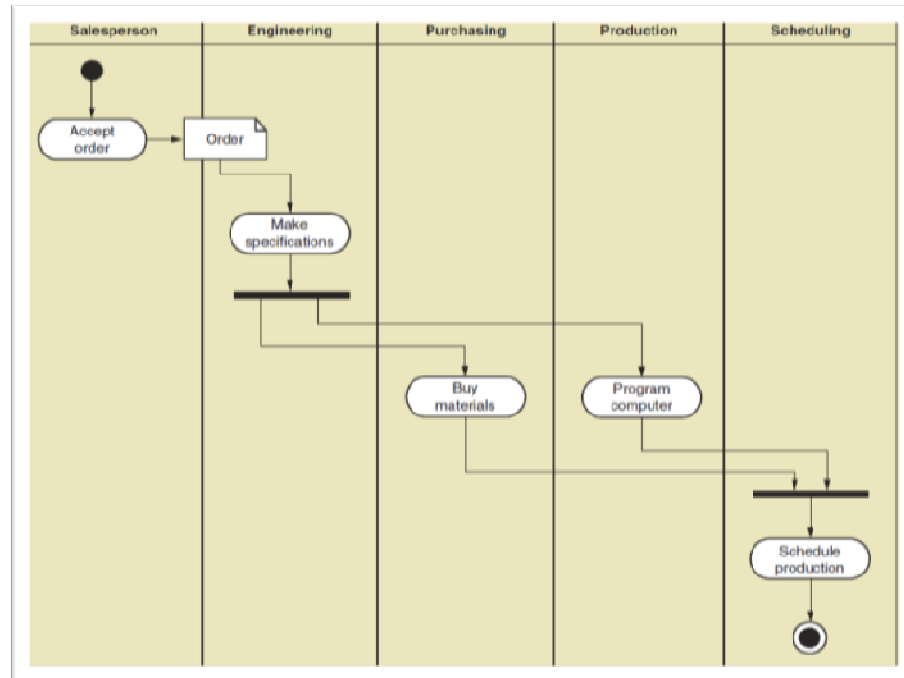 Salesperson
Engineering
Purchasing
Production
Scheduling
Accept
order
Order
Make
specifications
Buy
materials
Program
computer
Schedule
production